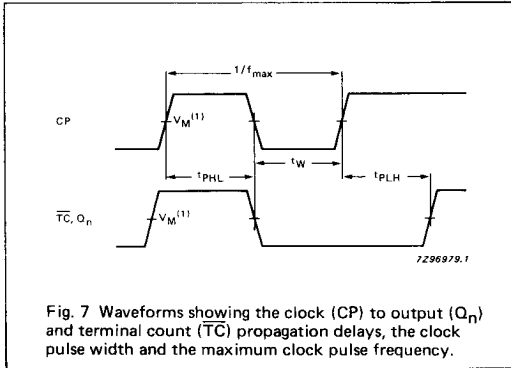 1/fmax
CP
VM(1)
tW
tPHL
tPLH
TC, Qn
VM(1)
7Z96979.1
Fig. 7 Waveforms showing the clock (CP) to output (Qn)
and terminal count (TC) propagation delays, the clock
pulse width and the maximum clock pulse frequency.